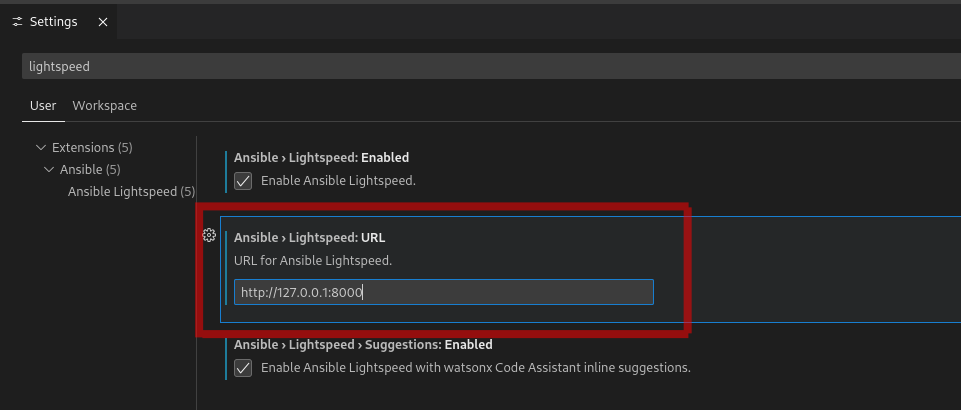 Settings
lightspeed
User Workspace
Extensions (5)
Ansible (5)
Ansible Lightspeed (5)
Ansible › Lightspeed: Enabled
Enable Ansible Lightspeed.
Ansible › Lightspeed: URL
URL for Ansible Lightspeed.
http://127.0.0.1:8000
Ansible › Lightspeed › Suggestions: Enabled
Enable Ansible Lightspeed with watsonx Code Assistant inline suggestions.